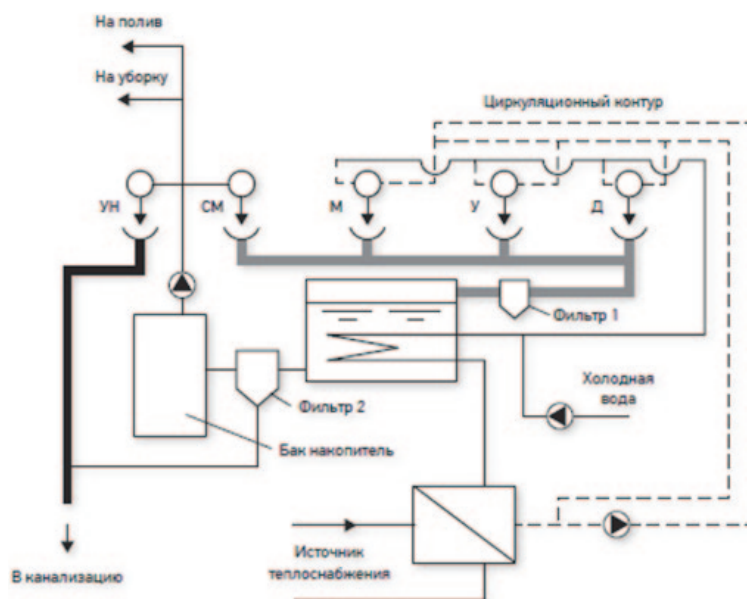 На полив
На уборку
Циркуляционный контур
УН
СМ
М
У
Д
Фильтр 1
Холодная
вода
Фильтр 2
Бак накопитель
Источник
теплоснабжения
В канализацию